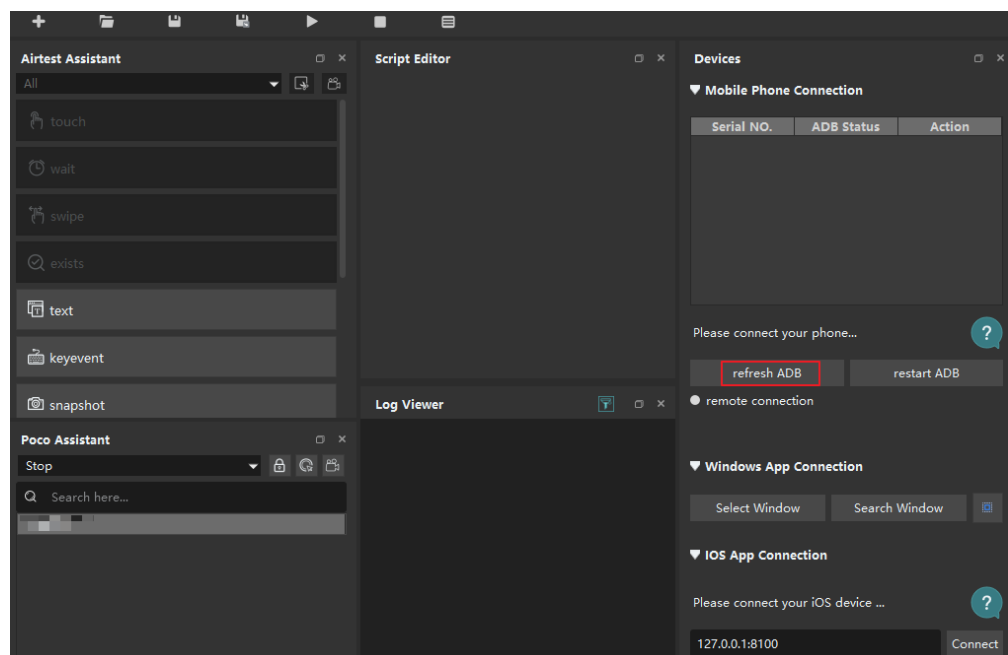 Airtest Assistant
All
touch
wait
swipe
exists
text
keyevent
snapshot
Poco Assistant
Stop
Search here...
Script Editor
Log Viewer
Devices
Mobile Phone Connection
Serial NO. ADB Status Action
Please connect your phone...
?
refresh ADB restart ADB
remote connection
Windows App Connection
Select Window Search Window
IOS App Connection
Please connect your iOS device ...
?
127.0.0.1:8100 Connect